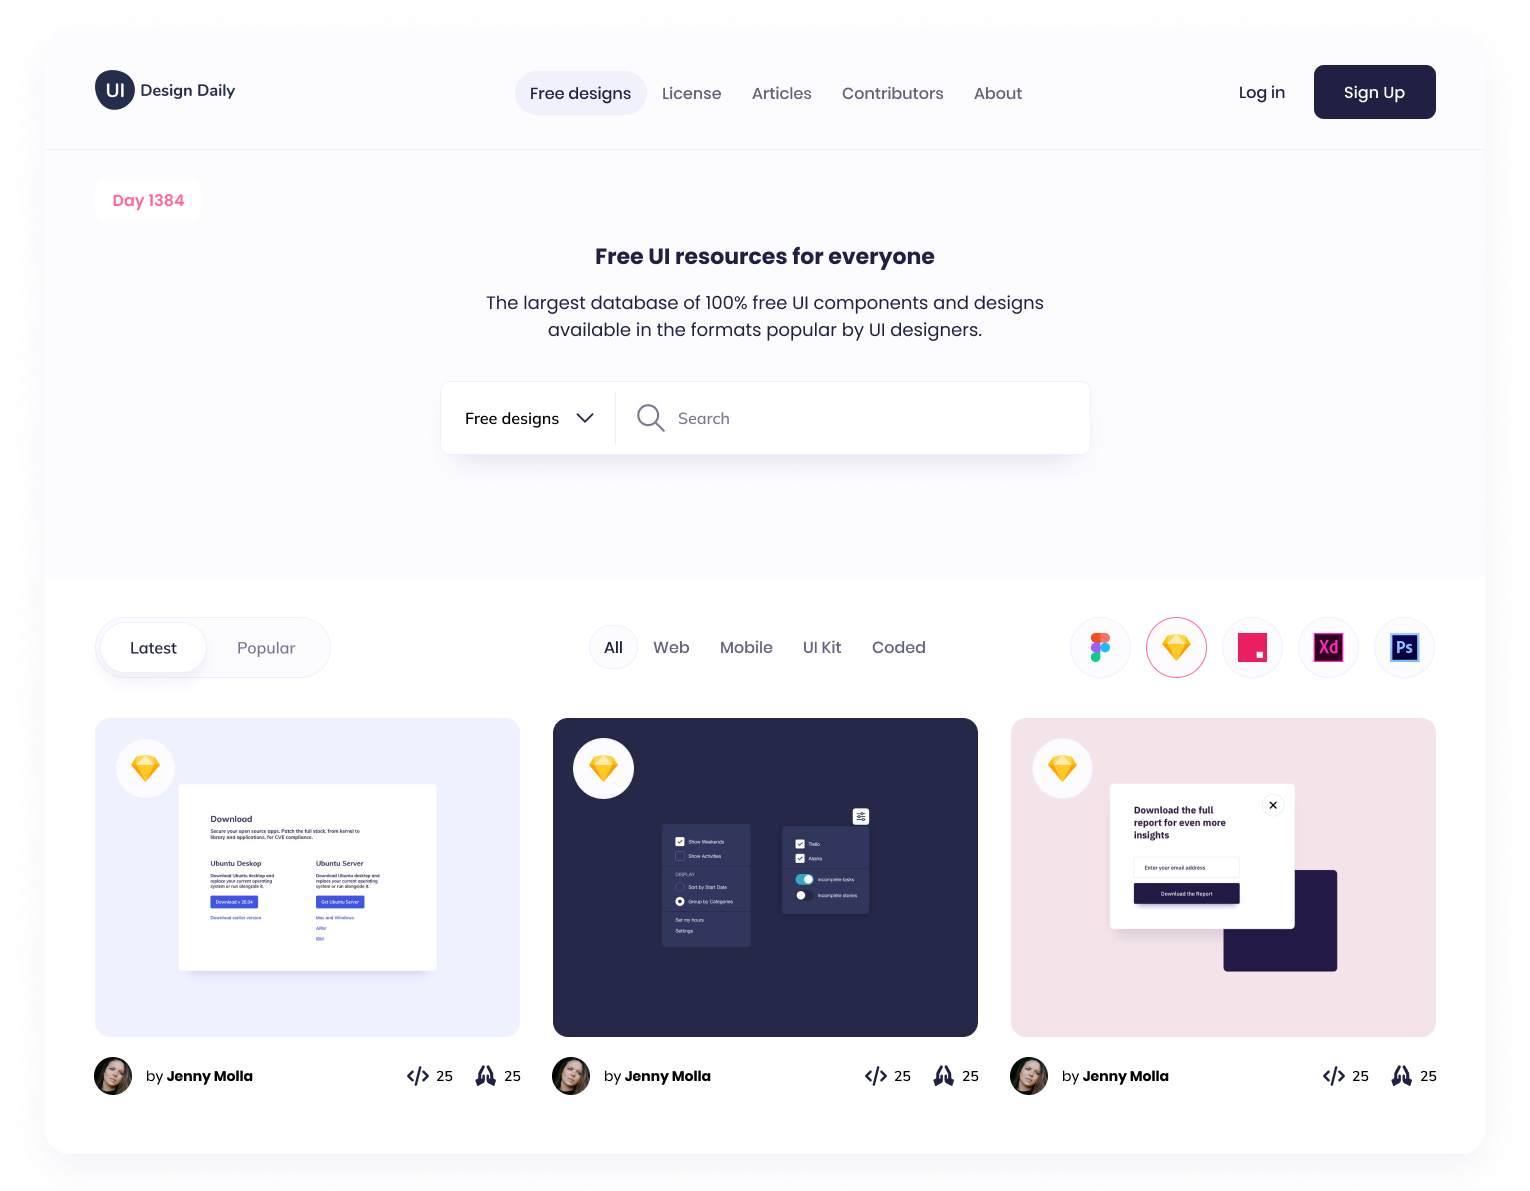 UI Design Daily
Free designs License Articles Contributors About
Log in Sign Up
Day 1384
Free UI resources for everyone
The largest database of 100% free UI components and designs
available in the formats popular by UI designers.
Free designs Search
Latest Popular
All Web Mobile UI Kit Coded
Xd Ps
Download
Secure your open source apps. Patch the full stack, from kernel to
library and applications, for CVE compliance.
Ubuntu Deskop Ubuntu Server
Download Ubuntu desktop and Download Ubuntu desktop and
replace your current operating replace your current operating
system or run alongside it. system or run alongside it.
Download v 20.04 Get Ubuntu Server
Download earlier version Mac and Windows
ARM
IBM
Show Weekends
Show Activities
DISPLAY
Sort by Start Date
Group by Categories
Set my hours
Settings
Trello
Asana
Incomplete tasks
Incomplete stories
Download the full
report for even more
insights
Enter your email address
Download the Report
by Jenny Molla 25 25
by Jenny Molla 25 25
by Jenny Molla 25 25